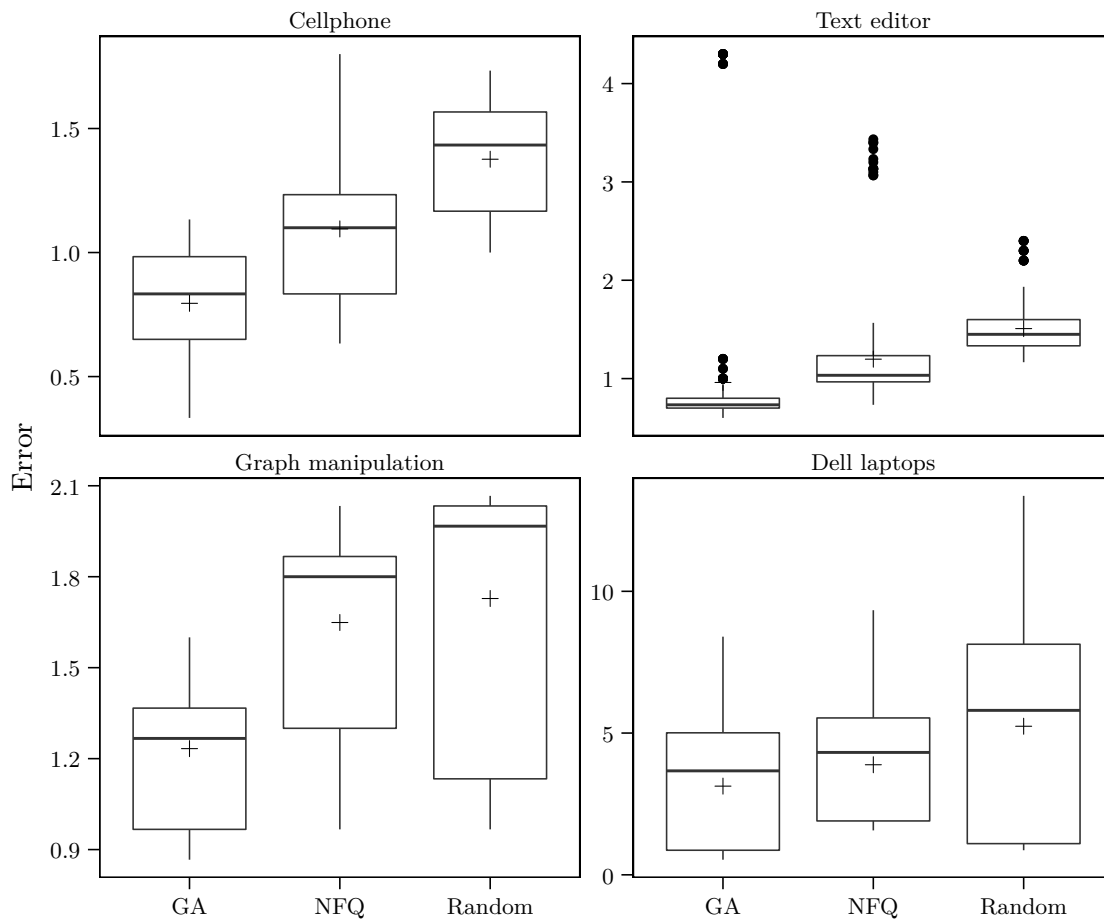 Cellphone
Text editor
1.5
1.0
0.5
4
3
2
1
Error
Graph manipulation
Dell laptops
2.1
1.8
1.5
1.2
0.9
10
5
0
GA NFQ Random
GA NFQ Random